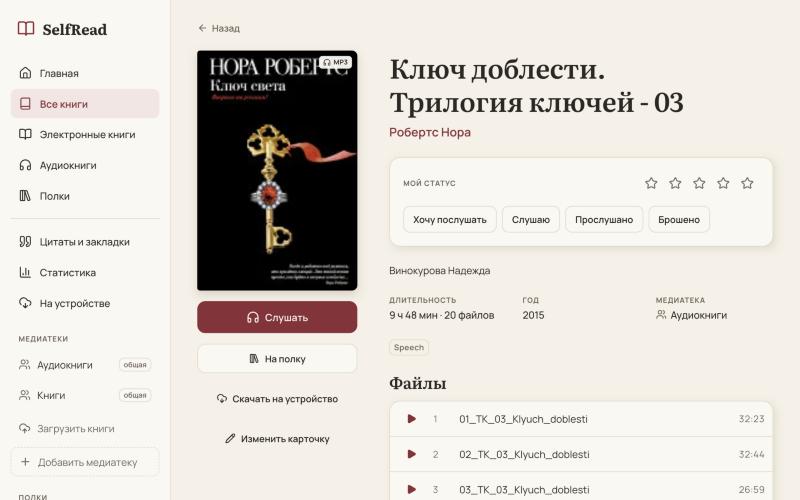 SelfRead
Главная
Все книги
Электронные книги
Аудиокниги
Полки
Цитаты и закладки
Статистика
На устройстве
МЕДИАТЕКИ
Аудиокниги
общая
Книги
общая
Загрузить книги
Добавить медиатеку
ПОЛКИ
Назад
MP3
НОРА РОБЕРТС
Ключ света
Впервые на русском!
Слушать
На полку
Скачать на устройство
Изменить карточку
Ключ доблести.
Трилогия ключей - 03
Робертс Нора
МОЙ СТАТУС
Хочу послушать
Слушаю
Прослушано
Брошено
Винокурова Надежда
ДЛИТЕЛЬНОСТЬ
ГОД
МЕДИАТЕКА
9 ч 48 мин · 20 файлов
2015
Аудиокниги
Speech
Файлы
1 01_TK_03_Klyuch_doblesti 32:23
2 02_TK_03_Klyuch_doblesti 32:44
3 03_TK_03_Klyuch_doblesti 26:59